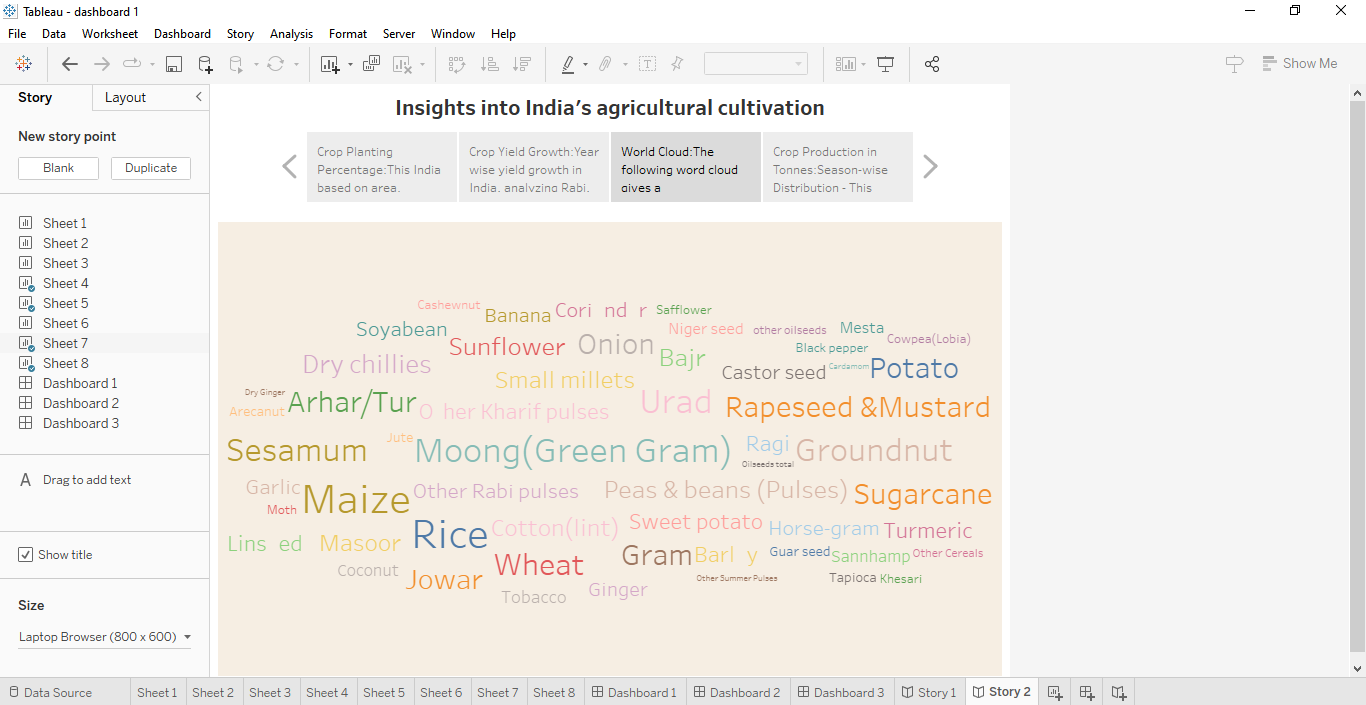 Tableau - dashboard 1
File Data Worksheet Dashboard Story Analysis Format Server Window Help
Show Me
Story Layout
New story point
Blank Duplicate
Sheet 1
Sheet 2
Sheet 3
Sheet 4
Sheet 5
Sheet 6
Sheet 7
Sheet 8
Dashboard 1
Dashboard 2
Dashboard 3
A Drag to add text
Show title
Size
Laptop Browser (800 x 600)
Insights into India's agricultural cultivation
Crop Planting
Percentage:This India
based on area.
Crop Yield Growth:Year
wise yield growth in
India, analyzing Rabi,
World Cloud:The
following word cloud
gives a
Crop Production in
Tonnes:Season-wise
Distribution - This
Cashewnut
Banana
Cori nd r
Safflower
Soyabean
Niger seed
other oilseeds
Mesta
Cowpea(Lobia)
Sunflower
Onion
Black pepper
Dry chillies
Bajr
Castor seed
Cardamom
Potato
Small millets
Dry Ginger
Arecanut
Arhar/Tur
O her Kharif pulses
Urad
Rapeseed &Mustard
Sesamum
Jute
Moong(Green Gram)
Ragi
Oilseeds total
Groundnut
Garlic
Moth
Maize
Other Rabi pulses
Peas & beans (Pulses)
Sugarcane
Lins ed
Masoor
Rice
Cotton(lint)
Sweet potato
Horse-gram
Turmeric
Coconut
Jowar
Wheat
Gram
Barl y
Guar seed
Sannhamp
Other Cereals
Tobacco
Ginger
Other Summer Pulses
Tapioca
Khesari
Data Source Sheet 1 Sheet 2 Sheet 3 Sheet 4 Sheet 5 Sheet 6 Sheet 7 Sheet 8 Dashboard 1 Dashboard 2 Dashboard 3 Story 1 Story 2